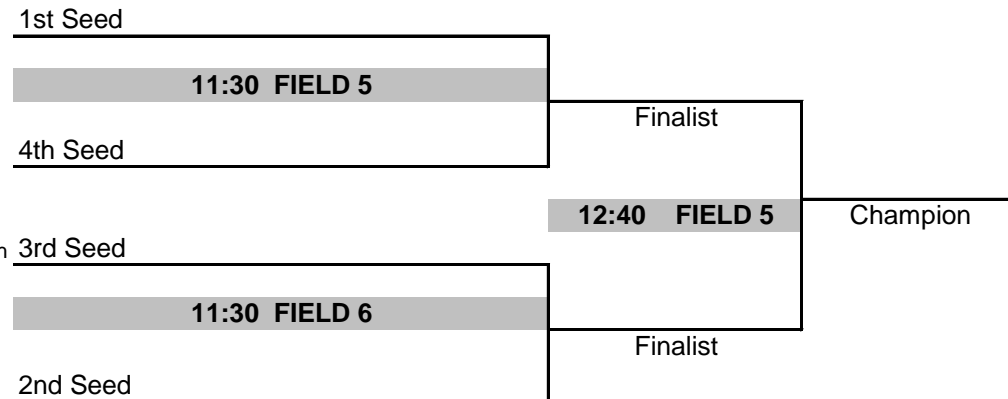 1st Seed
11:30 FIELD 5
Finalist
4th Seed
12:40 FIELD 5
Champion
3rd Seed
11:30 FIELD 6
Finalist
2nd Seed